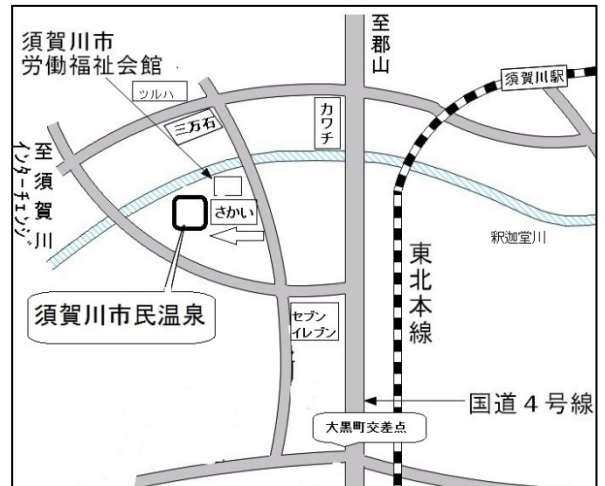 須賀川市
労働福祉会館
ツルハ
三万石
カワチ
至郡山
須賀川駅
至須賀川
インターチェンジ
さかい
釈迦堂川
須賀川市民温泉
セブン
イレブン
東北本線
国道４号線
大黒町交差点